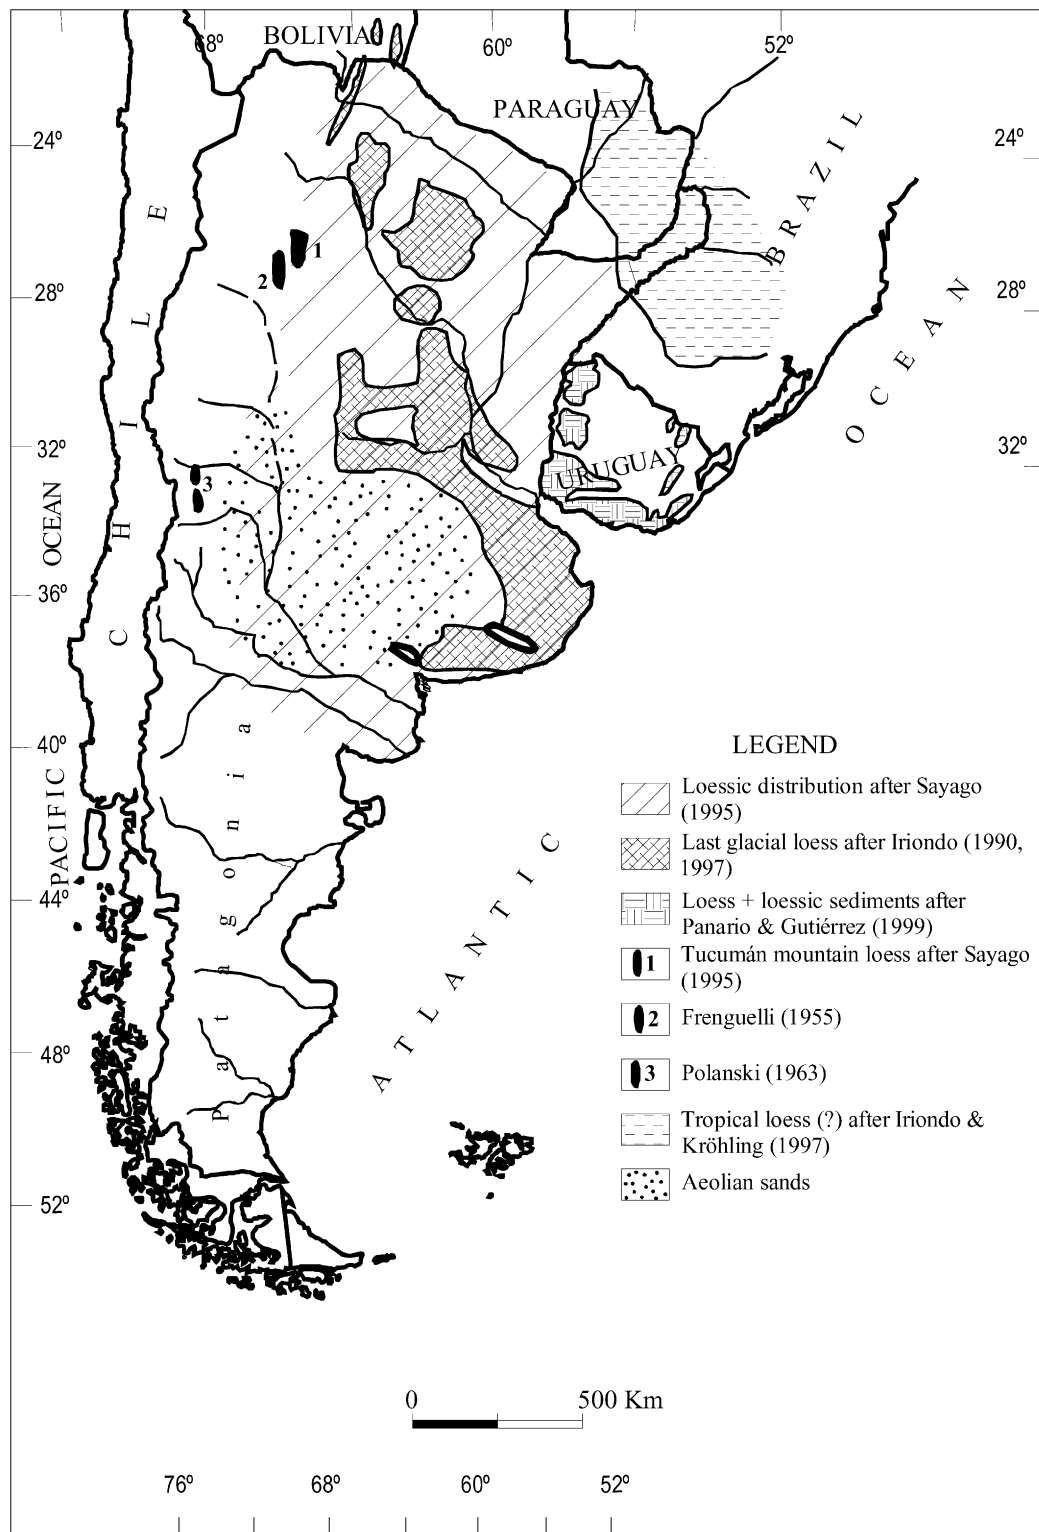 BOLIVIA
68º
60º
52º
PARAGUAY
24º
24º
BRAZIL
CHILE
1
2
28º
28º
OCEAN
32º
32º
URUGUAY
3
OCEAN
36º
40º
PACIFIC
Patagonia
ATLANTIC
44º
48º
52º
LEGEND
Loessic distribution after Sayago
(1995)
Last glacial loess after Iriondo (1990,
1997)
Loess + loessic sediments after
Panario & Gutiérrez (1999)
1
Tucumán mountain loess after Sayago
(1995)
2
Frenguelli (1955)
3
Polanski (1963)
Tropical loess (?) after Iriondo &
Kröhling (1997)
Aeolian sands
0
500 Km
76º
68º
60º
52º